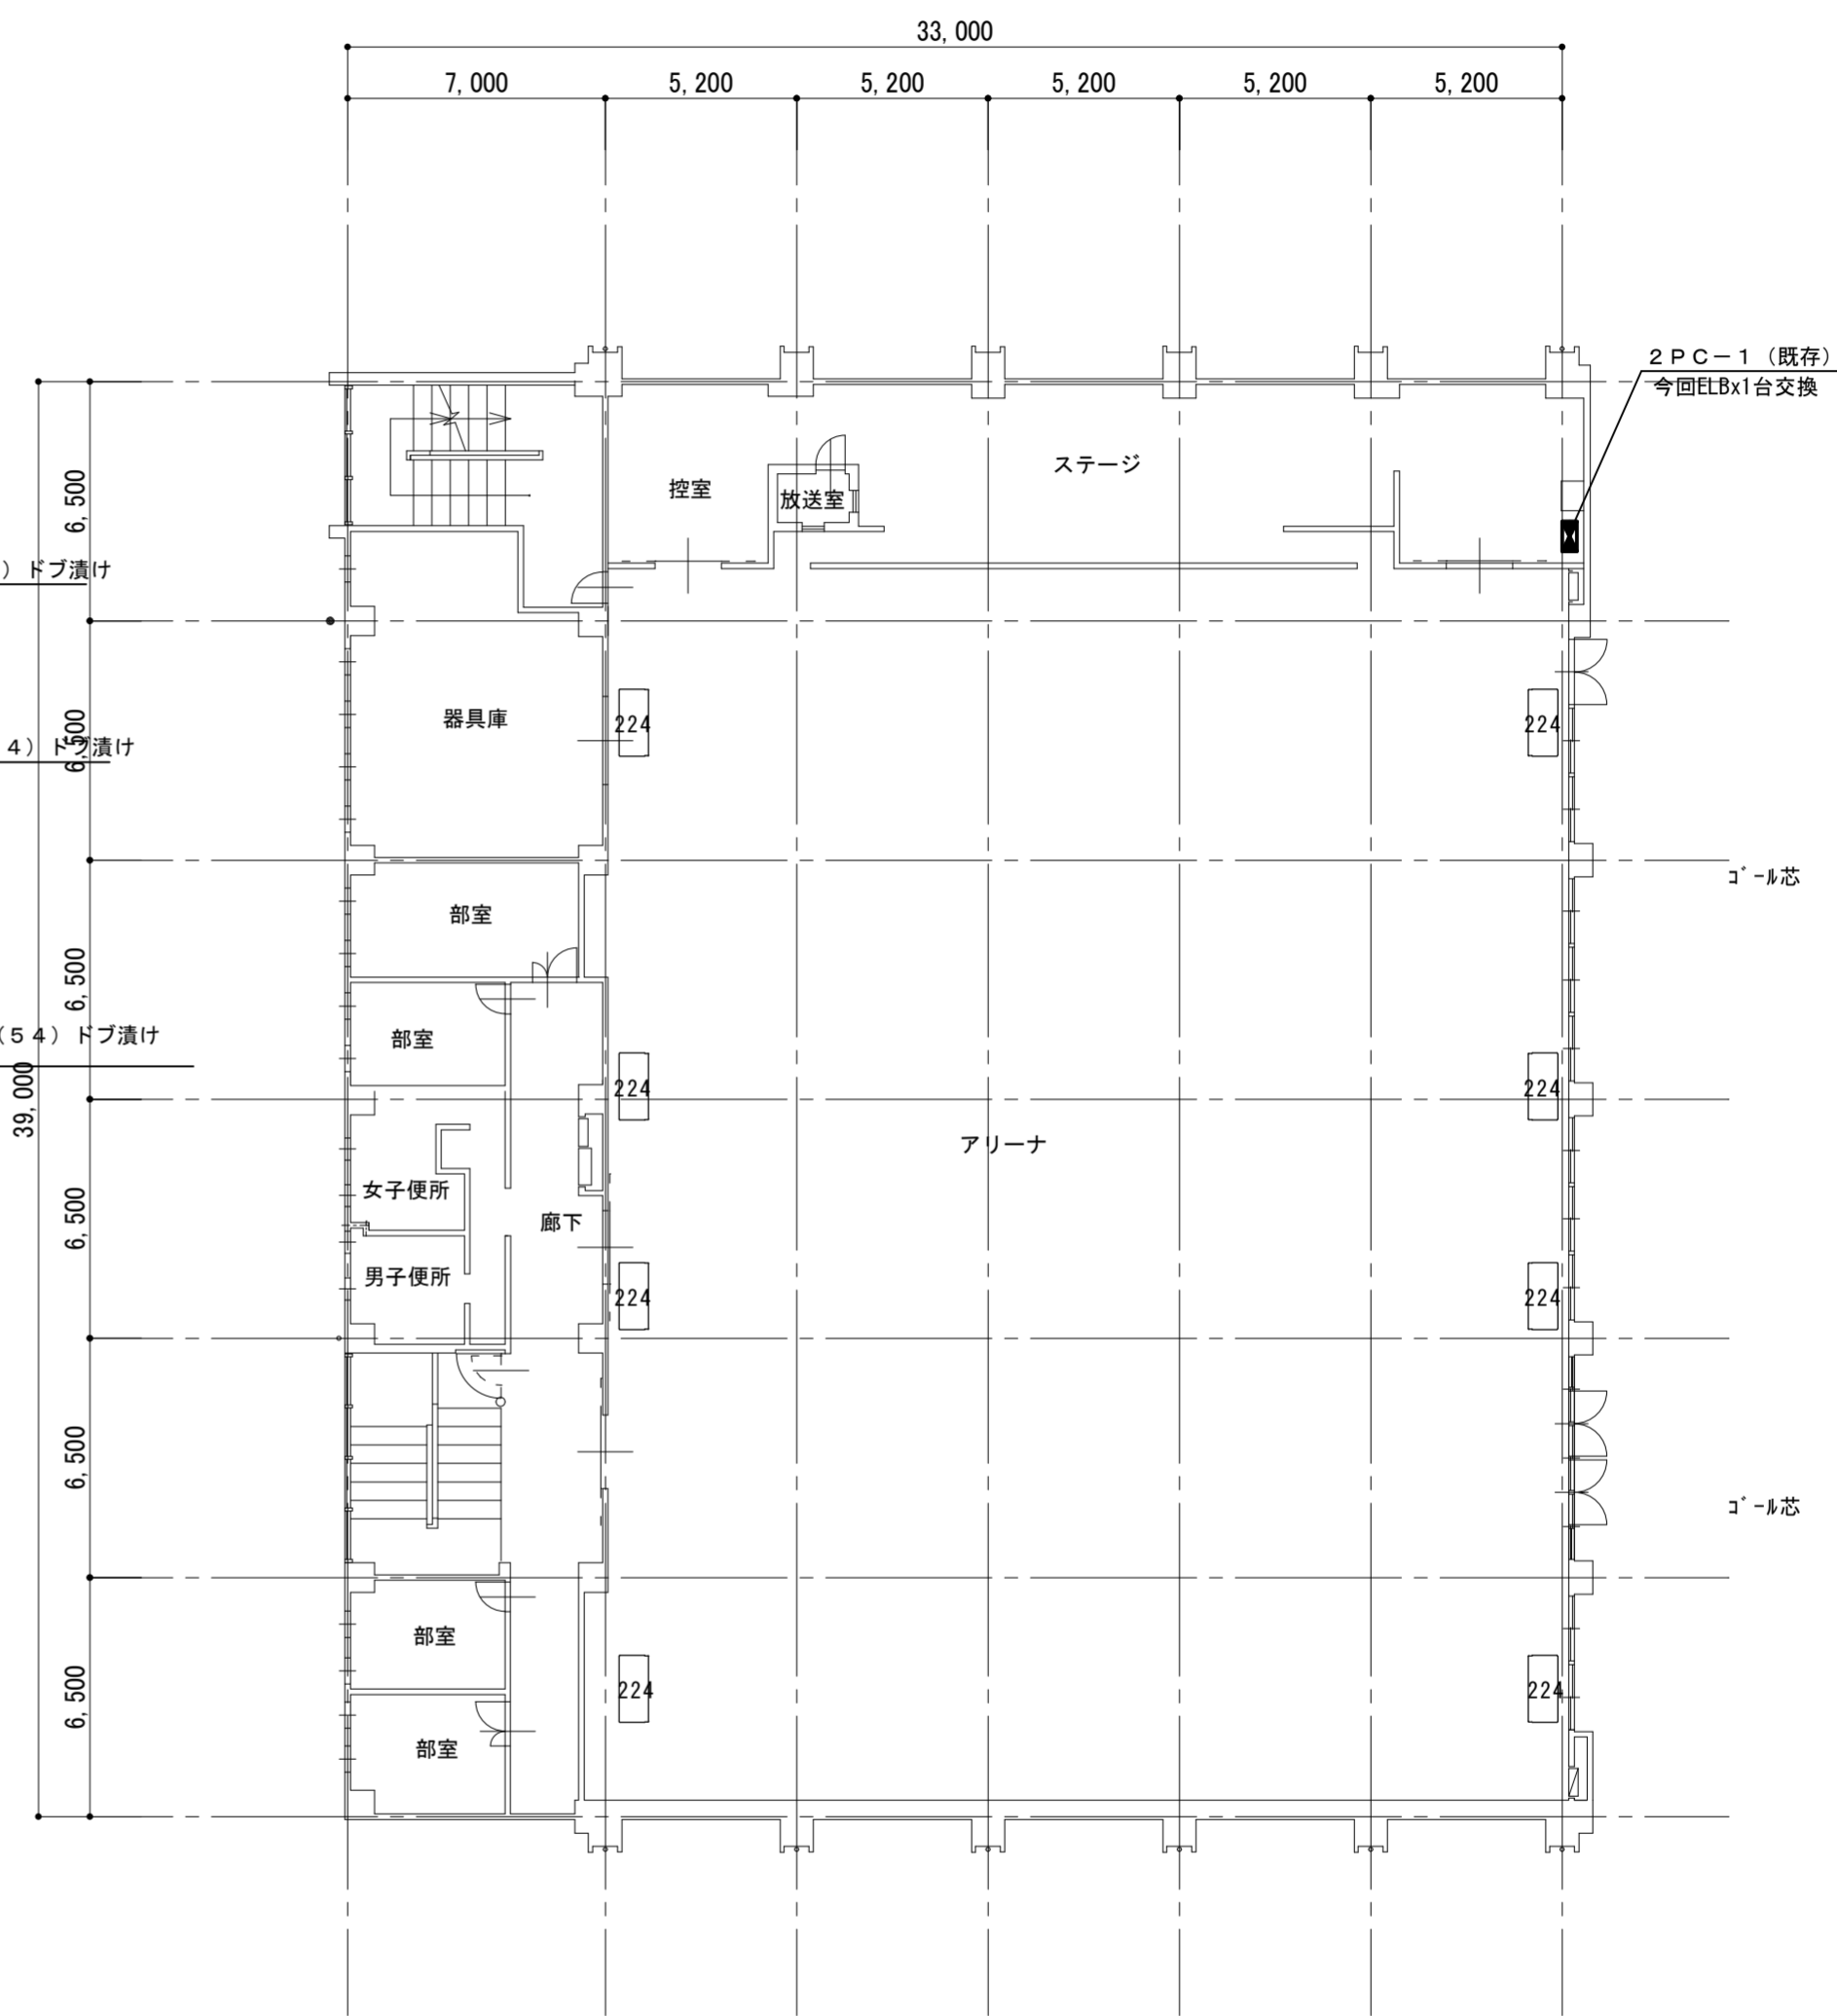 33,000
7,000
5,200
5,200
5,200
5,200
5,200
2PC-1(既存)
今回ELBx1台交換
ステージ
控室
放送室
6,500
)ドブ漬け
器具庫
224
224
6,500
4)ドブ漬け
ｺﾞｰﾙ芯
部室
6,500
部室
(54)ドブ漬け
224
224
39,000
アリーナ
女子便所
6,500
廊下
男子便所
224
224
6,500
ｺﾞｰﾙ芯
部室
6,500
224
224
部室